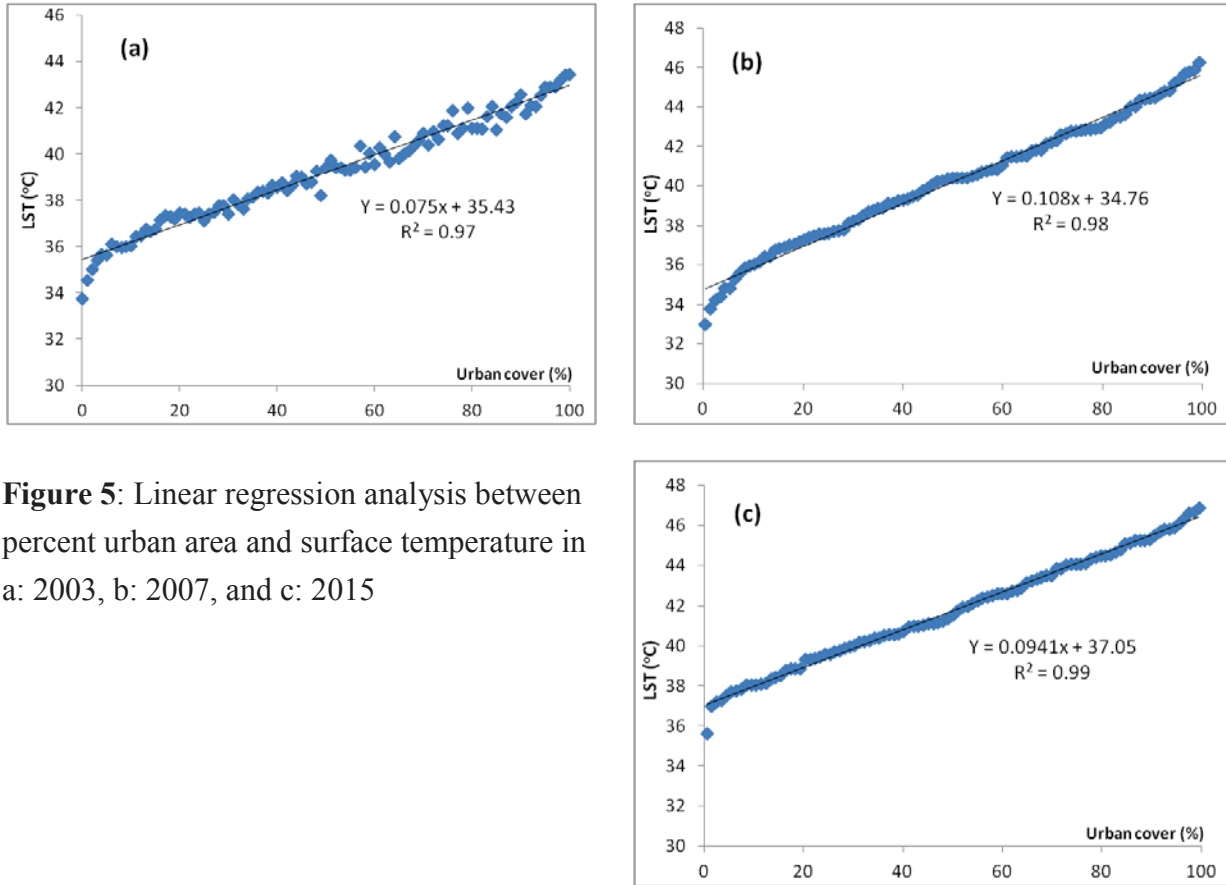 (a)
46
44
42
40
38
36
34
32
30
LST (°C)
Y = 0.075x + 35.43
R² = 0.97
Urban cover (%)
0 20 40 60 80 100
(b)
48
46
44
42
40
38
36
34
32
30
LST (°C)
Y = 0.108x + 34.76
R² = 0.98
Urban cover (%)
0 20 40 60 80 100
Figure 5: Linear regression analysis between
percent urban area and surface temperature in
a: 2003, b: 2007, and c: 2015
(c)
48
46
44
42
40
38
36
34
32
30
LST (°C)
Y = 0.0941x + 37.05
R² = 0.99
Urban cover (%)
0 20 40 60 80 100